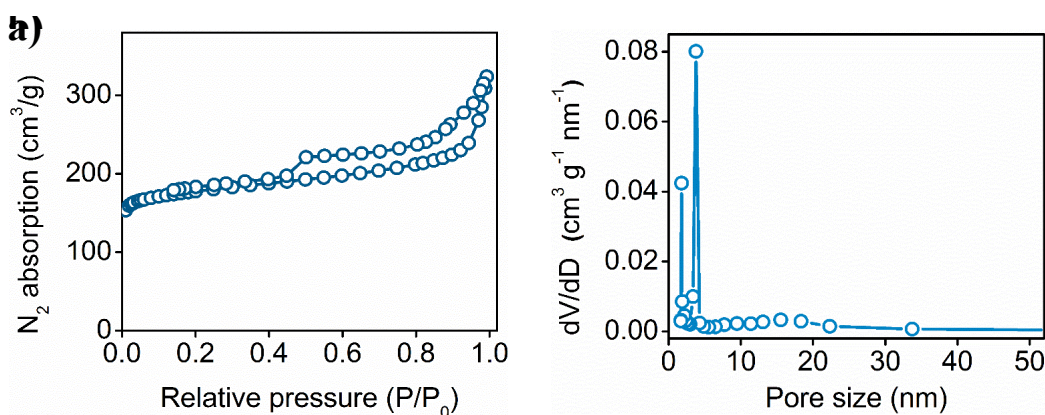 N₂ absorption (cm³/g)
300
200
100
0
0.0 0.2 0.4 0.6 0.8 1.0
Relative pressure (P/P₀)
dV/dD (cm³ g⁻¹ nm⁻¹)
0.08
0.06
0.04
0.02
0.00
0 10 20 30 40 50
Pore size (nm)